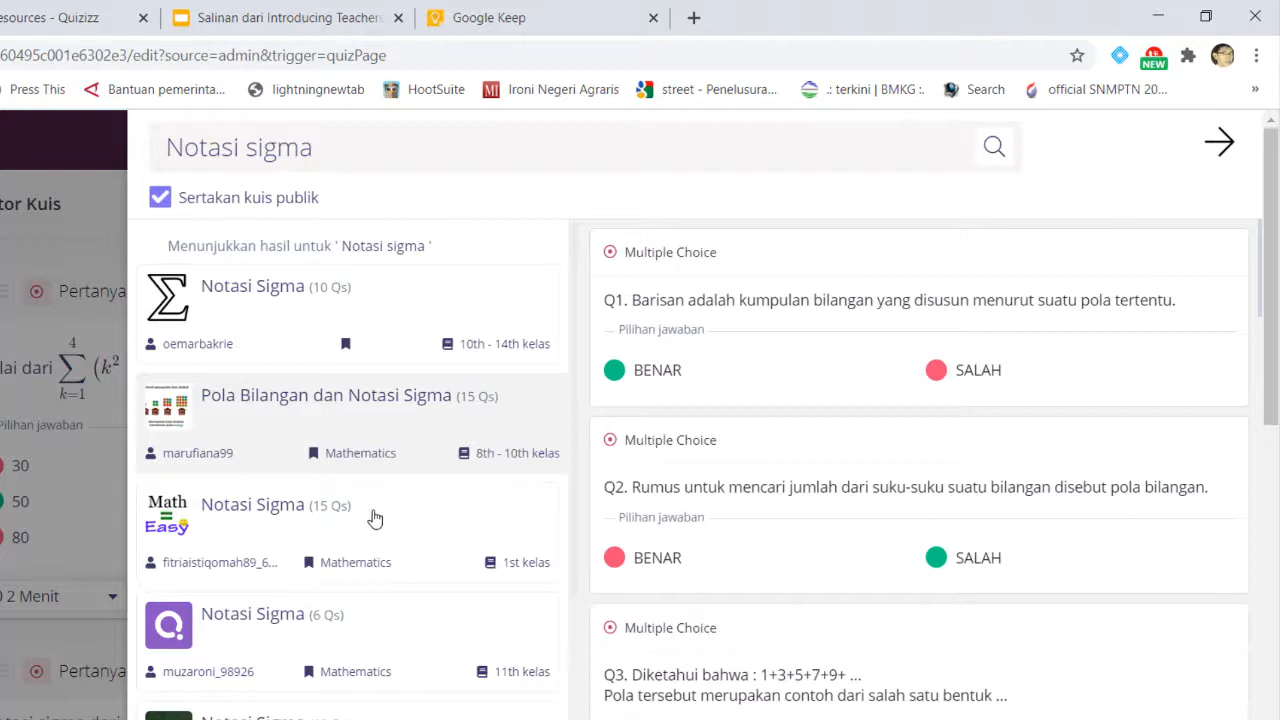 esources - Quizizz
Salinan dari Introducing Teachers
Google Keep
60495c001e6302e3/edit?source=admin&trigger=quizPage
NEW
Press This
Bantuan pemerinta...
lightningnewtab
HootSuite
MI
Ironi Negeri Agraris
street - Penelusura...
.: terkini | BMKG :.
Search
official SNMPTN 20...
»
Notasi sigma
Sertakan kuis publik
tor Kuis
Menunjukkan hasil untuk ' Notasi sigma '
Notasi Sigma (10 Qs)
oemarbakrie
10th - 14th kelas
Pola Bilangan dan Notasi Sigma (15 Qs)
marufiana99
Mathematics
8th - 10th kelas
Math
=
Easy
Notasi Sigma (15 Qs)
fitriaistiqomah89_6...
Mathematics
1st kelas
Notasi Sigma (6 Qs)
muzaroni_98926
Mathematics
11th kelas
Pertanya
lai dari ∑ k=1 4 (k²
Pilihan jawaban
30
50
80
0 2 Menit
Pertanya
Multiple Choice
Q1. Barisan adalah kumpulan bilangan yang disusun menurut suatu pola tertentu.
Pilihan jawaban
BENAR
SALAH
Multiple Choice
Q2. Rumus untuk mencari jumlah dari suku-suku suatu bilangan disebut pola bilangan.
Pilihan jawaban
BENAR
SALAH
Multiple Choice
Q3. Diketahui bahwa : 1+3+5+7+9+ ...
Pola tersebut merupakan contoh dari salah satu bentuk ...